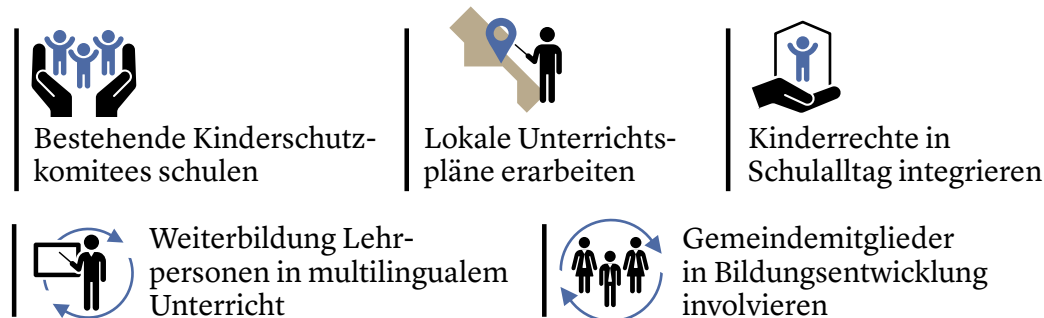 Bestehende Kinderschutz-
komitees schulen
Lokale Unterrichts-
pläne erarbeiten
Kinderrechte in
Schulalltag integrieren
Weiterbildung Lehr-
personen in multilingualem
Unterricht
Gemeindemitglieder
in Bildungsentwicklung
involvieren